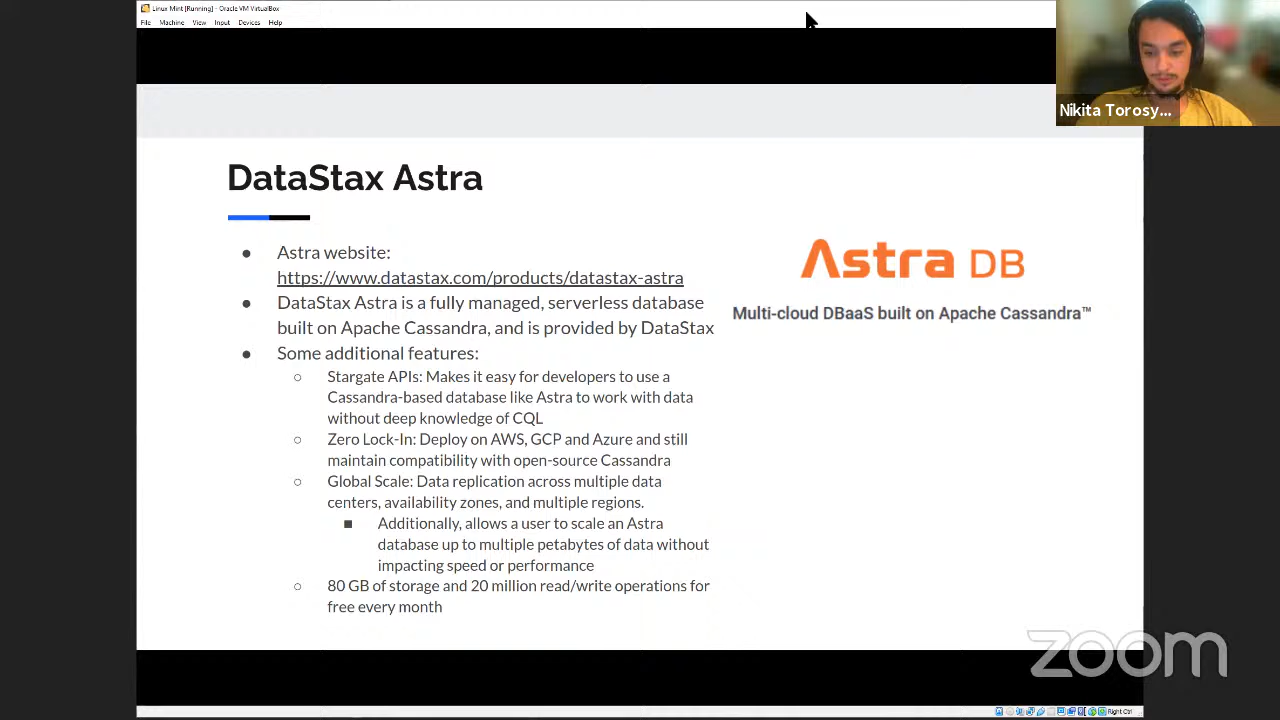 Linux Mint [Running] - Oracle VM VirtualBox
File Machine View Input Devices Help
Nikita Torosy...
DataStax Astra
● Astra website:
https://www.datastax.com/products/datastax-astra
● DataStax Astra is a fully managed, serverless database
built on Apache Cassandra, and is provided by DataStax
● Some additional features:
○ Stargate APIs: Makes it easy for developers to use a
Cassandra-based database like Astra to work with data
without deep knowledge of CQL
○ Zero Lock-In: Deploy on AWS, GCP and Azure and still
maintain compatibility with open-source Cassandra
○ Global Scale: Data replication across multiple data
centers, availability zones, and multiple regions.
■ Additionally, allows a user to scale an Astra
database up to multiple petabytes of data without
impacting speed or performance
○ 80 GB of storage and 20 million read/write operations for
free every month
Astra DB
Multi-cloud DBaaS built on Apache Cassandra™
zoom
Right Ctrl